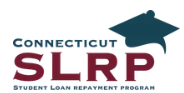 CONNECTICUT
SLRP
STUDENT LOAN REPAYMENT PROGRAM